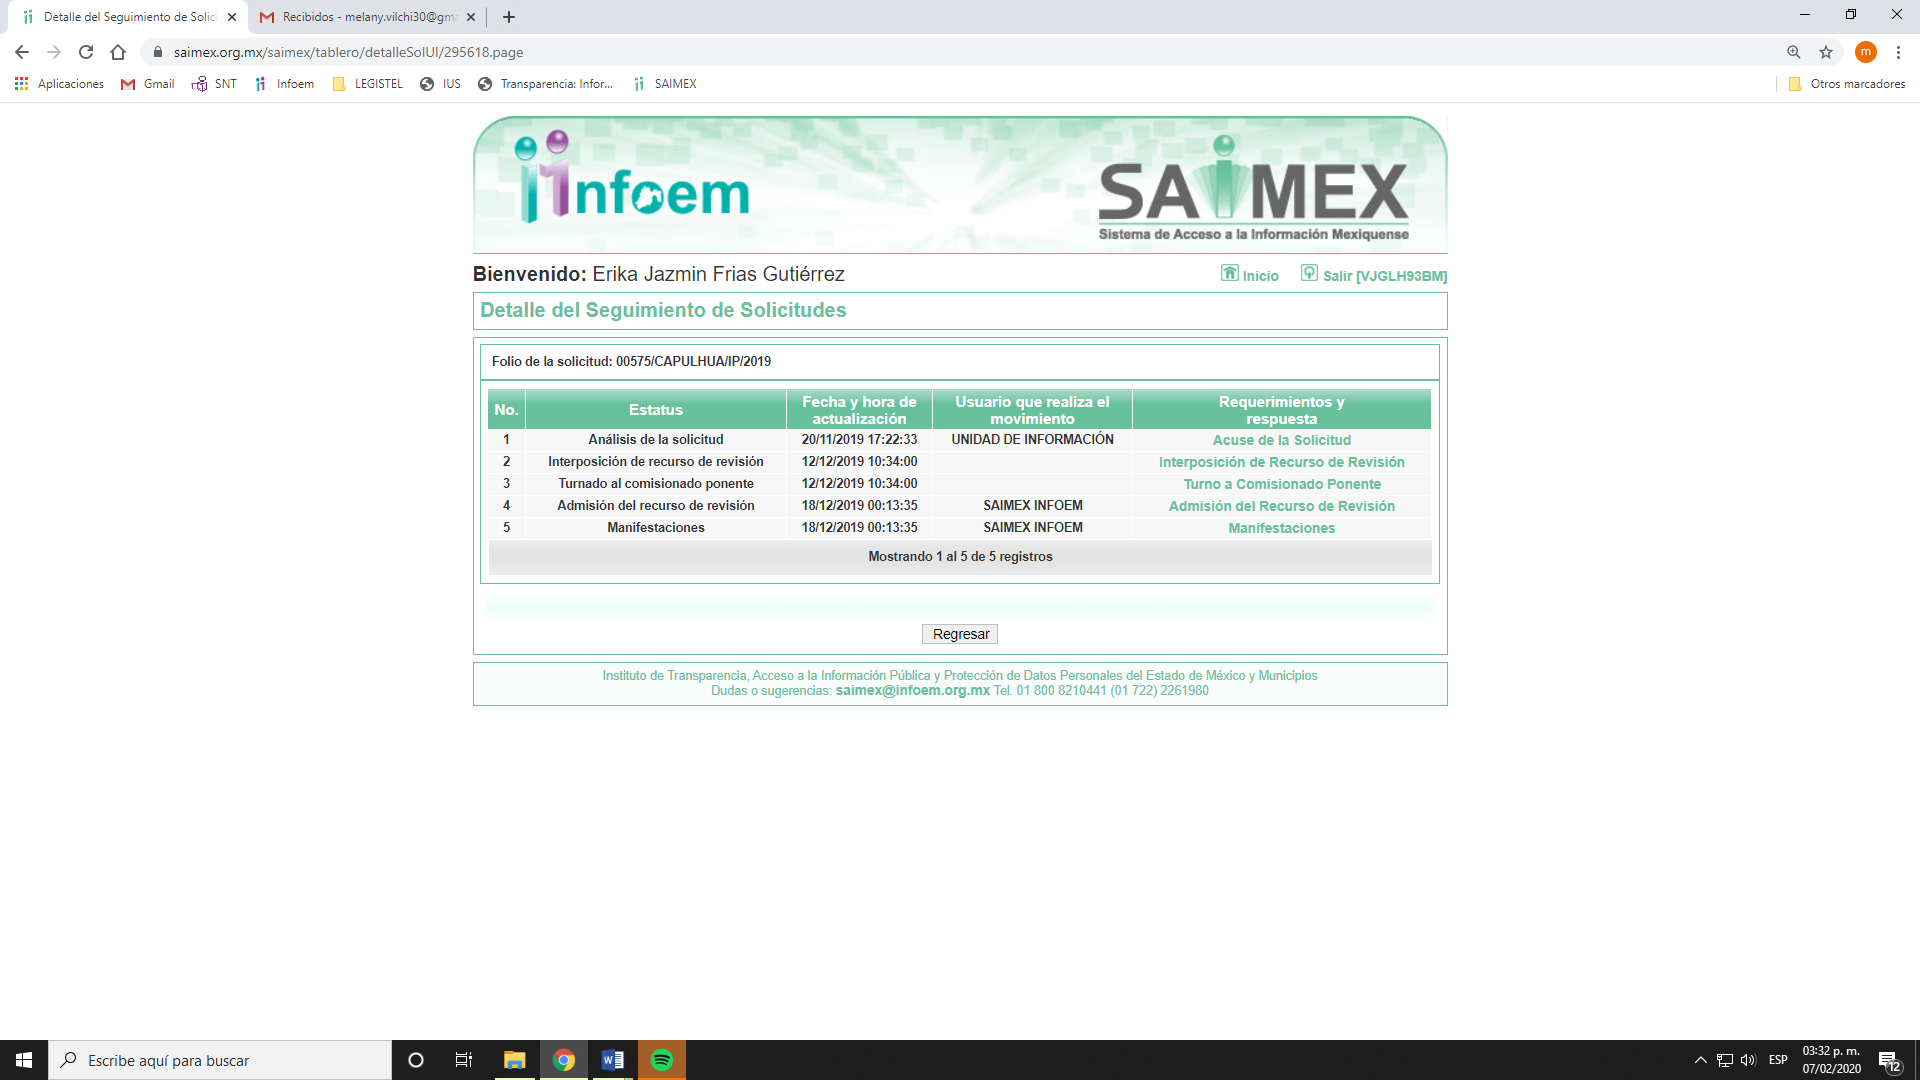 Detalle del Seguimiento de Solici
Recibidos - melany.vilchi30@gma
saimex.org.mx/saimex/tablero/detalleSolUI/295618.page
m
Aplicaciones
Gmail
SNT
Infoem
LEGISTEL
IUS
Transparencia: Infor...
SAIMEX
Otros marcadores
infoem
SAIMEX
Sistema de Acceso a la Información Mexiquense
Bienvenido: Erika Jazmin Frias Gutiérrez
Inicio
Salir [VJGLH93BM]
Detalle del Seguimiento de Solicitudes
Folio de la solicitud: 00575/CAPULHUA/IP/2019
No. Estatus Fecha y hora de actualización Usuario que realiza el movimiento Requerimientos y respuesta
1 Análisis de la solicitud 20/11/2019 17:22:33 UNIDAD DE INFORMACIÓN Acuse de la Solicitud
2 Interposición de recurso de revisión 12/12/2019 10:34:00 Interposición de Recurso de Revisión
3 Turnado al comisionado ponente 12/12/2019 10:34:00 Turno a Comisionado Ponente
4 Admisión del recurso de revisión 18/12/2019 00:13:35 SAIMEX INFOEM Admisión del Recurso de Revisión
5 Manifestaciones 18/12/2019 00:13:35 SAIMEX INFOEM Manifestaciones
Mostrando 1 al 5 de 5 registros
Regresar
Instituto de Transparencia, Acceso a la Información Pública y Protección de Datos Personales del Estado de México y Municipios
Dudas o sugerencias: saimex@infoem.org.mx Tel. 01 800 8210441 (01 722) 2261980
Escribe aquí para buscar
ESP
03:32 p. m.
07/02/2020
12